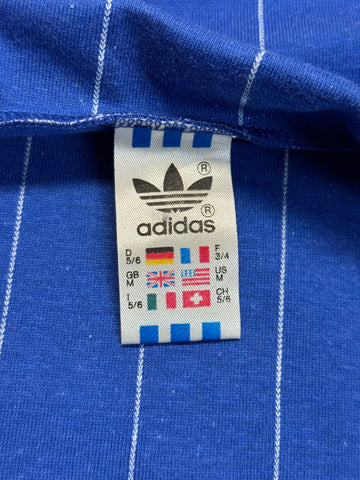 ®
®
adidas
D 5/6 F 3/4
GB M US M
I 5/6 CH 5/6